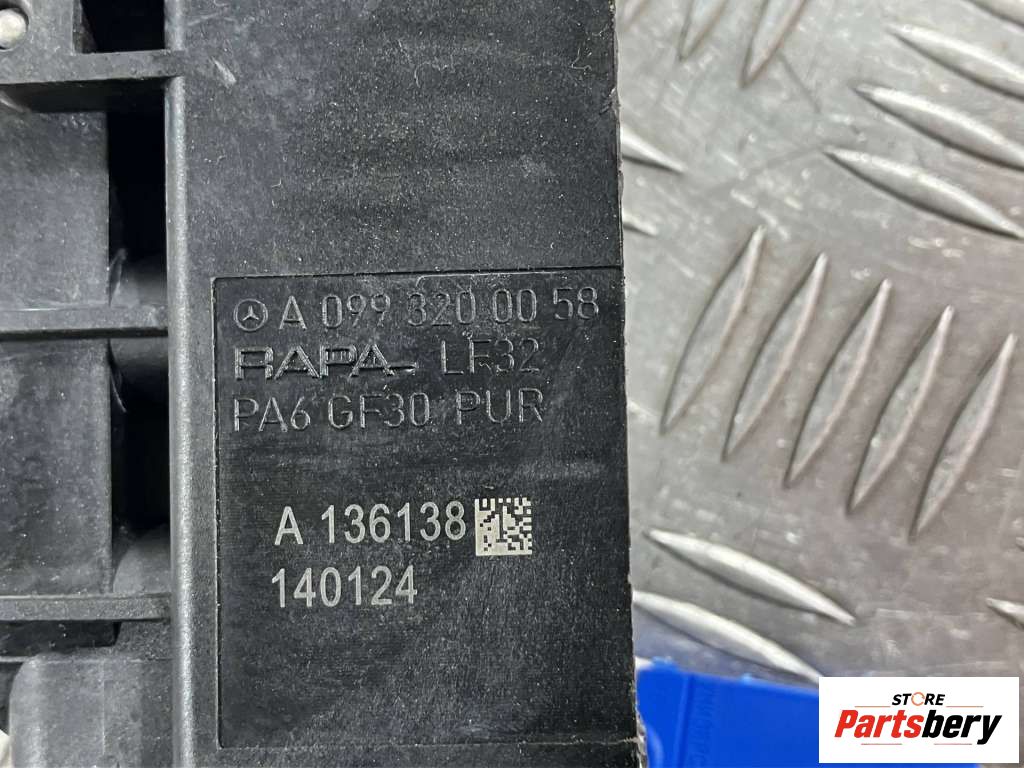 A 099 320 00 58
RAPA LF32
PA6 GF30 PUR
A 136138
140124
STORE
Partsbery